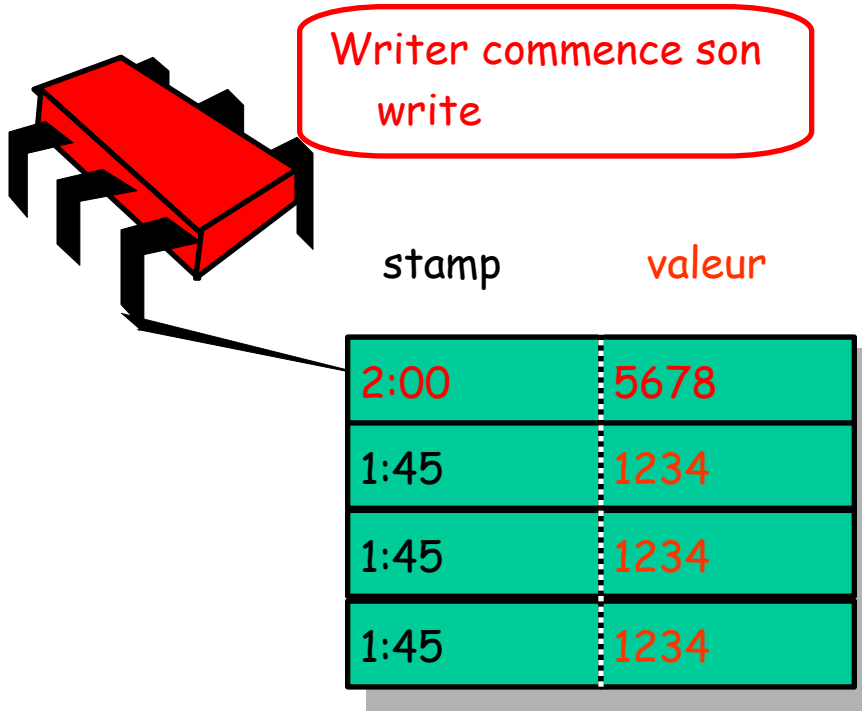 Writer commence son
write
stamp valeur
2:00 5678
1:45 1234
1:45 1234
1:45 1234